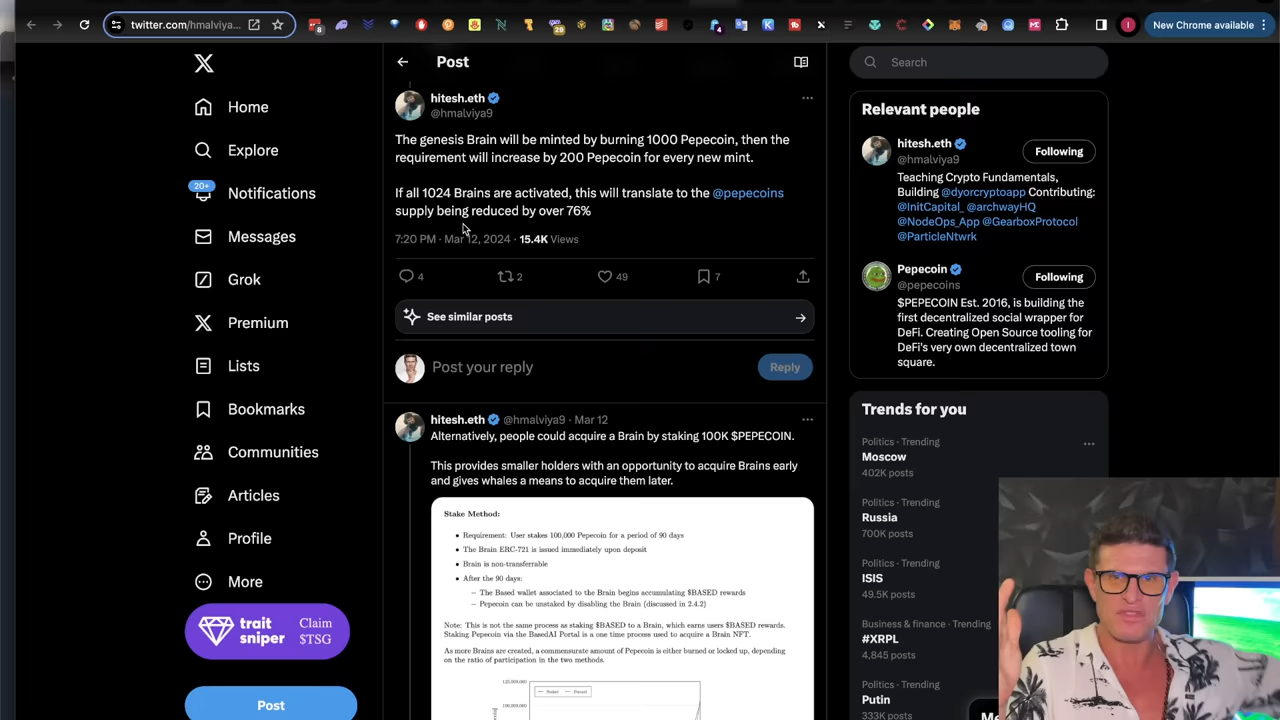 twitter.com/hmalviya...
8
29
4
New Chrome available
Home
Explore
20+
Notifications
Messages
Grok
Premium
Lists
Bookmarks
Communities
Articles
Profile
More
trait
sniper
Claim
$TSG
Post
Post
hitesh.eth
@hmalviya9
The genesis Brain will be minted by burning 1000 Pepecoin, then the
requirement will increase by 200 Pepecoin for every new mint.
If all 1024 Brains are activated, this will translate to the @pepecoins
supply being reduced by over 76%
7:20 PM · Mar 12, 2024 · 15.4K Views
4
2
49
7
See similar posts
Post your reply
Reply
hitesh.eth @hmalviya9 · Mar 12
Alternatively, people could acquire a Brain by staking 100K $PEPECOIN.
This provides smaller holders with an opportunity to acquire Brains early
and gives whales a means to acquire them later.
Stake Method:
• Requirement: User stakes 100,000 Pepecoin for a period of 90 days
• The Brain ERC-721 is issued immediately upon deposit
• Brain is non-transferrable
• After the 90 days:
– The Based wallet associated to the Brain begins accumulating $BASED rewards
– Pepecoin can be unstaked by disabling the Brain (discussed in 2.4.2)
Note: This is not the same process as staking $BASED to a Brain, which earns users $BASED rewards.
Staking Pepecoin via the BasedAI Portal is a one time process used to acquire a Brain NFT.
As more Brains are created, a commensurate amount of Pepecoin is either burned or locked up, depending
on the ratio of participation in the two methods.
125,000,000
100,000,000
Search
Relevant people
hitesh.eth
@hmalviya9
Following
Teaching Crypto Fundamentals,
Building @dyorcryptoapp Contributing:
@InitCapital_ @archwayHQ
@NodeOps_App @GearboxProtocol
@ParticleNtwrk
Pepecoin
@pepecoins
Following
$PEPECOIN Est. 2016, is building the
first decentralized social wrapper for
DeFi. Creating Open Source tooling for
DeFi's very own decentralized town
square.
Trends for you
Politics · Trending
Moscow
402K posts
Politics · Trending
Russia
700K posts
Politics · Trending
ISIS
49.5K posts
Business & finance · Trending
#XRPL
4,845 posts
Politics · Trending
Putin
333K posts